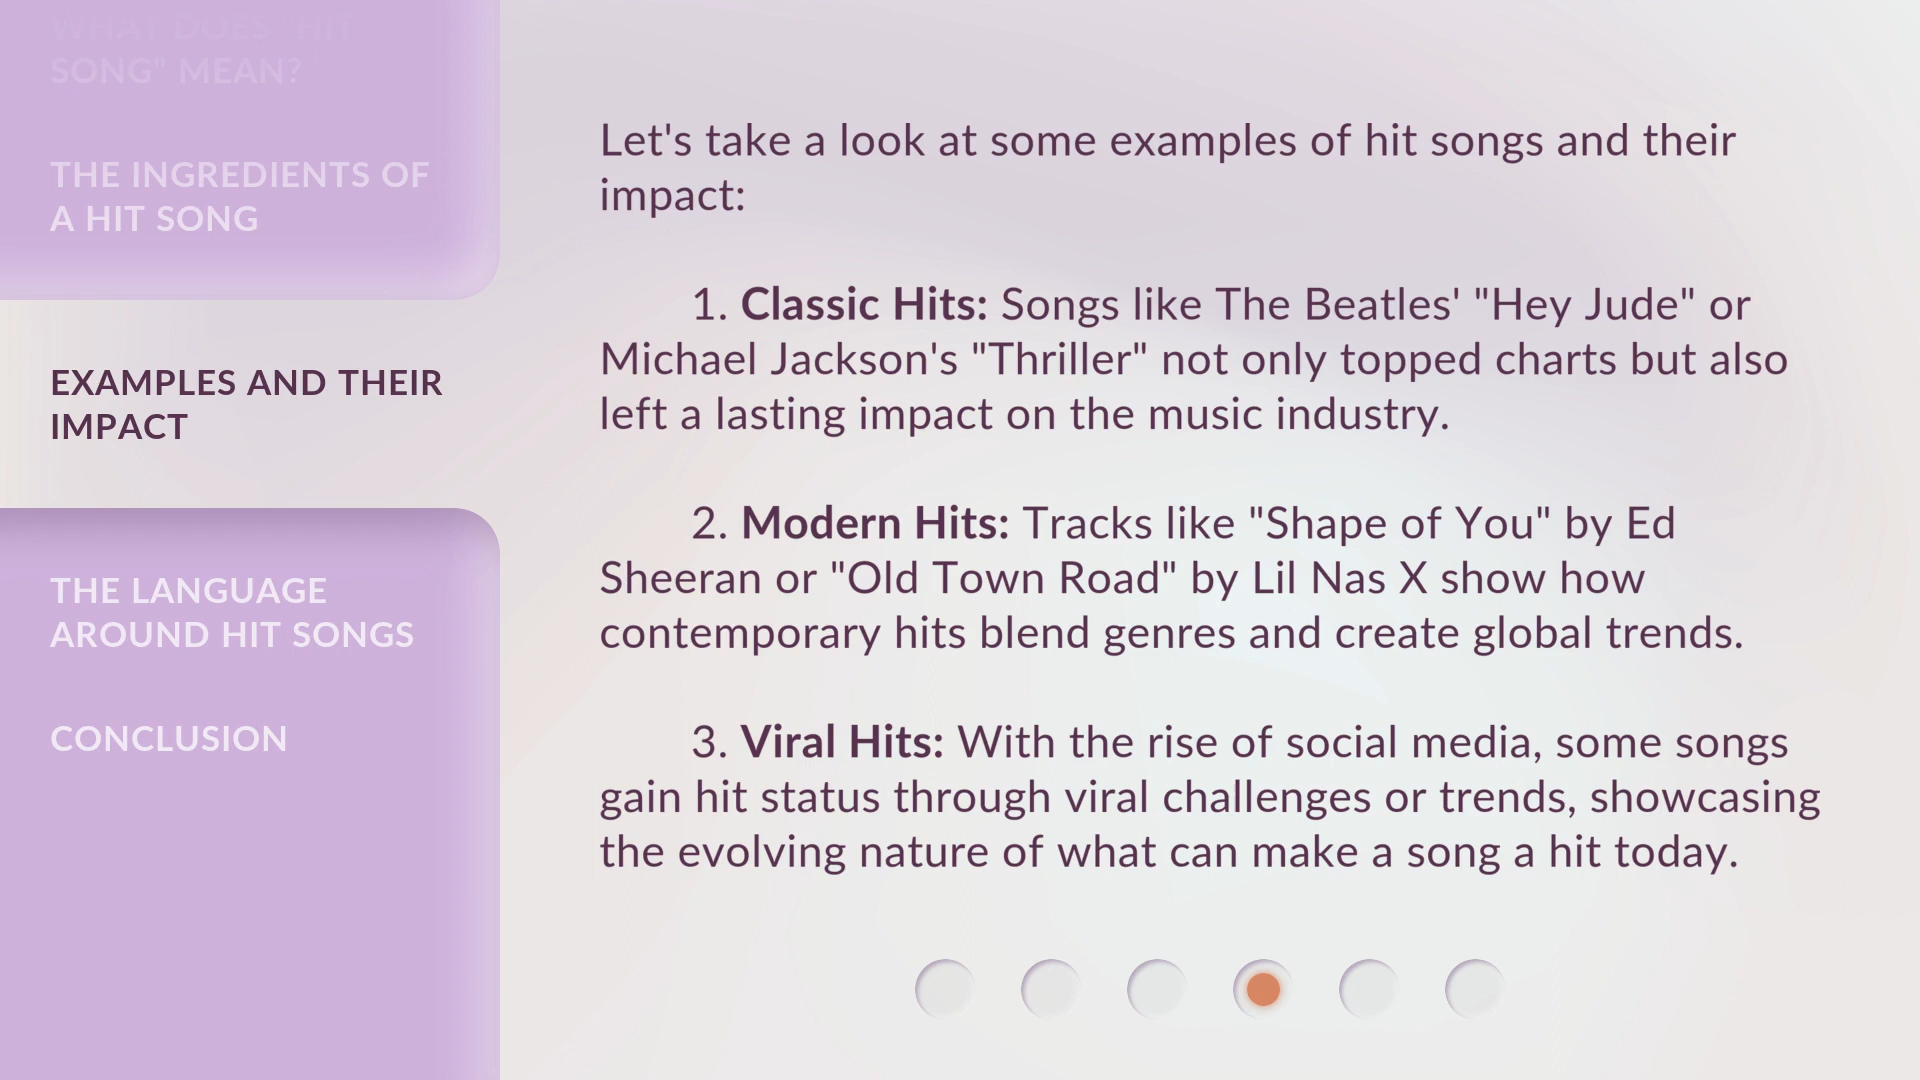 WHAT DOES "HIT
SONG" MEAN?
THE INGREDIENTS OF
A HIT SONG
EXAMPLES AND THEIR
IMPACT
THE LANGUAGE
AROUND HIT SONGS
CONCLUSION
Let's take a look at some examples of hit songs and their
impact:
1. Classic Hits: Songs like The Beatles' "Hey Jude" or
Michael Jackson's "Thriller" not only topped charts but also
left a lasting impact on the music industry.
2. Modern Hits: Tracks like "Shape of You" by Ed
Sheeran or "Old Town Road" by Lil Nas X show how
contemporary hits blend genres and create global trends.
3. Viral Hits: With the rise of social media, some songs
gain hit status through viral challenges or trends, showcasing
the evolving nature of what can make a song a hit today.